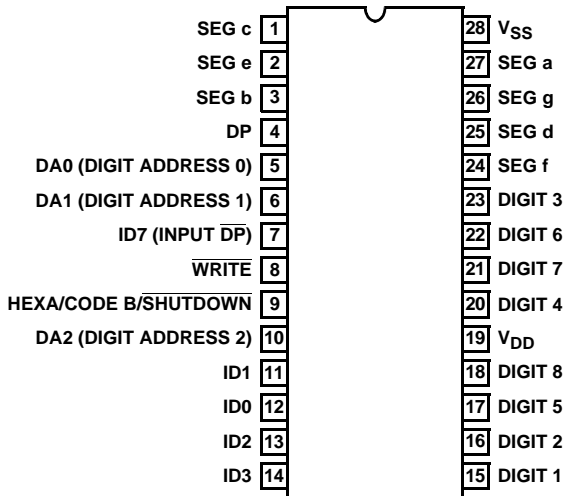 SEG c 1 28 VSS
SEG e 2 27 SEG a
SEG b 3 26 SEG g
DP 4 25 SEG d
DA0 (DIGIT ADDRESS 0) 5 24 SEG f
DA1 (DIGIT ADDRESS 1) 6 23 DIGIT 3
ID7 (INPUT DP) 7 22 DIGIT 6
WRITE 8 21 DIGIT 7
HEXA/CODE B/SHUTDOWN 9 20 DIGIT 4
DA2 (DIGIT ADDRESS 2) 10 19 VDD
ID1 11 18 DIGIT 8
ID0 12 17 DIGIT 5
ID2 13 16 DIGIT 2
ID3 14 15 DIGIT 1